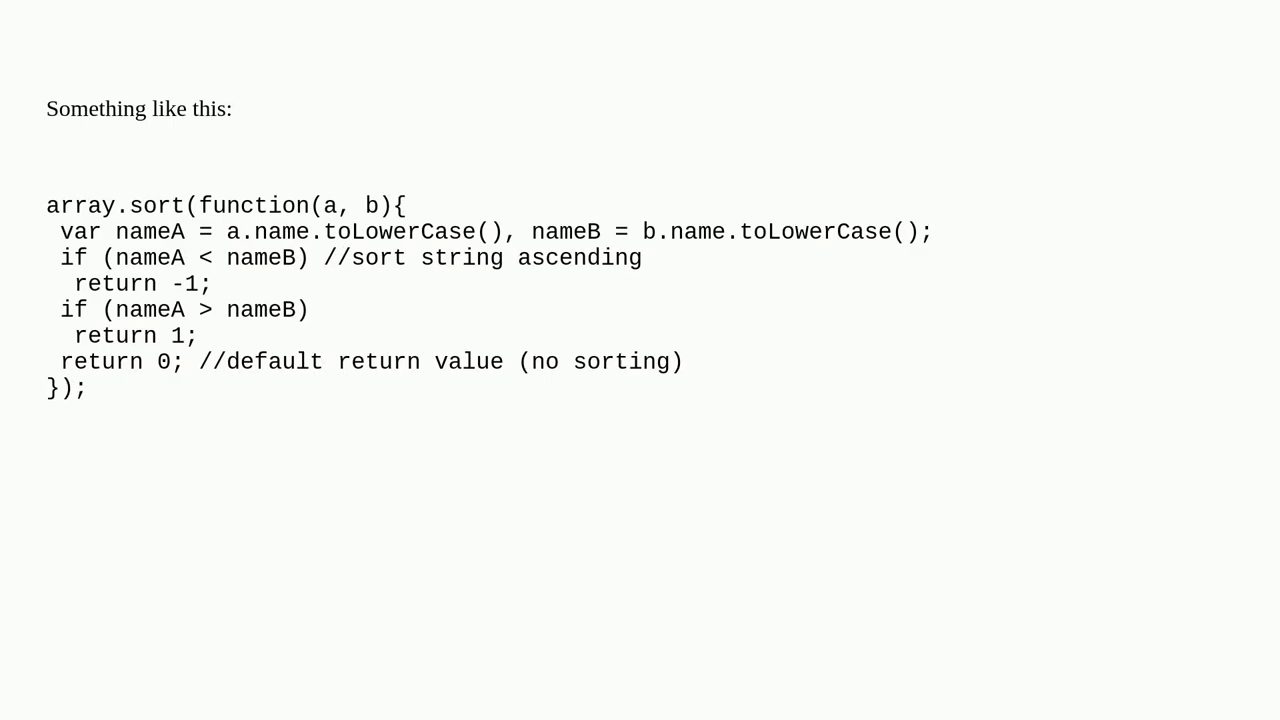 Something like this:
array.sort(function(a, b){
 var nameA = a.name.toLowerCase(), nameB = b.name.toLowerCase();
 if (nameA < nameB) //sort string ascending
  return -1;
 if (nameA > nameB)
  return 1;
 return 0; //default return value (no sorting)
});